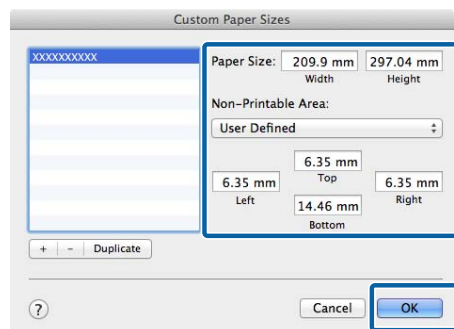 Custom Paper Sizes
XXXXXXXXXX
Paper Size: 209.9 mm 297.04 mm
Width Height
Non-Printable Area:
User Defined
6.35 mm
Top
6.35 mm 6.35 mm
Left Right
14.46 mm
Bottom
+ - Duplicate
? Cancel OK